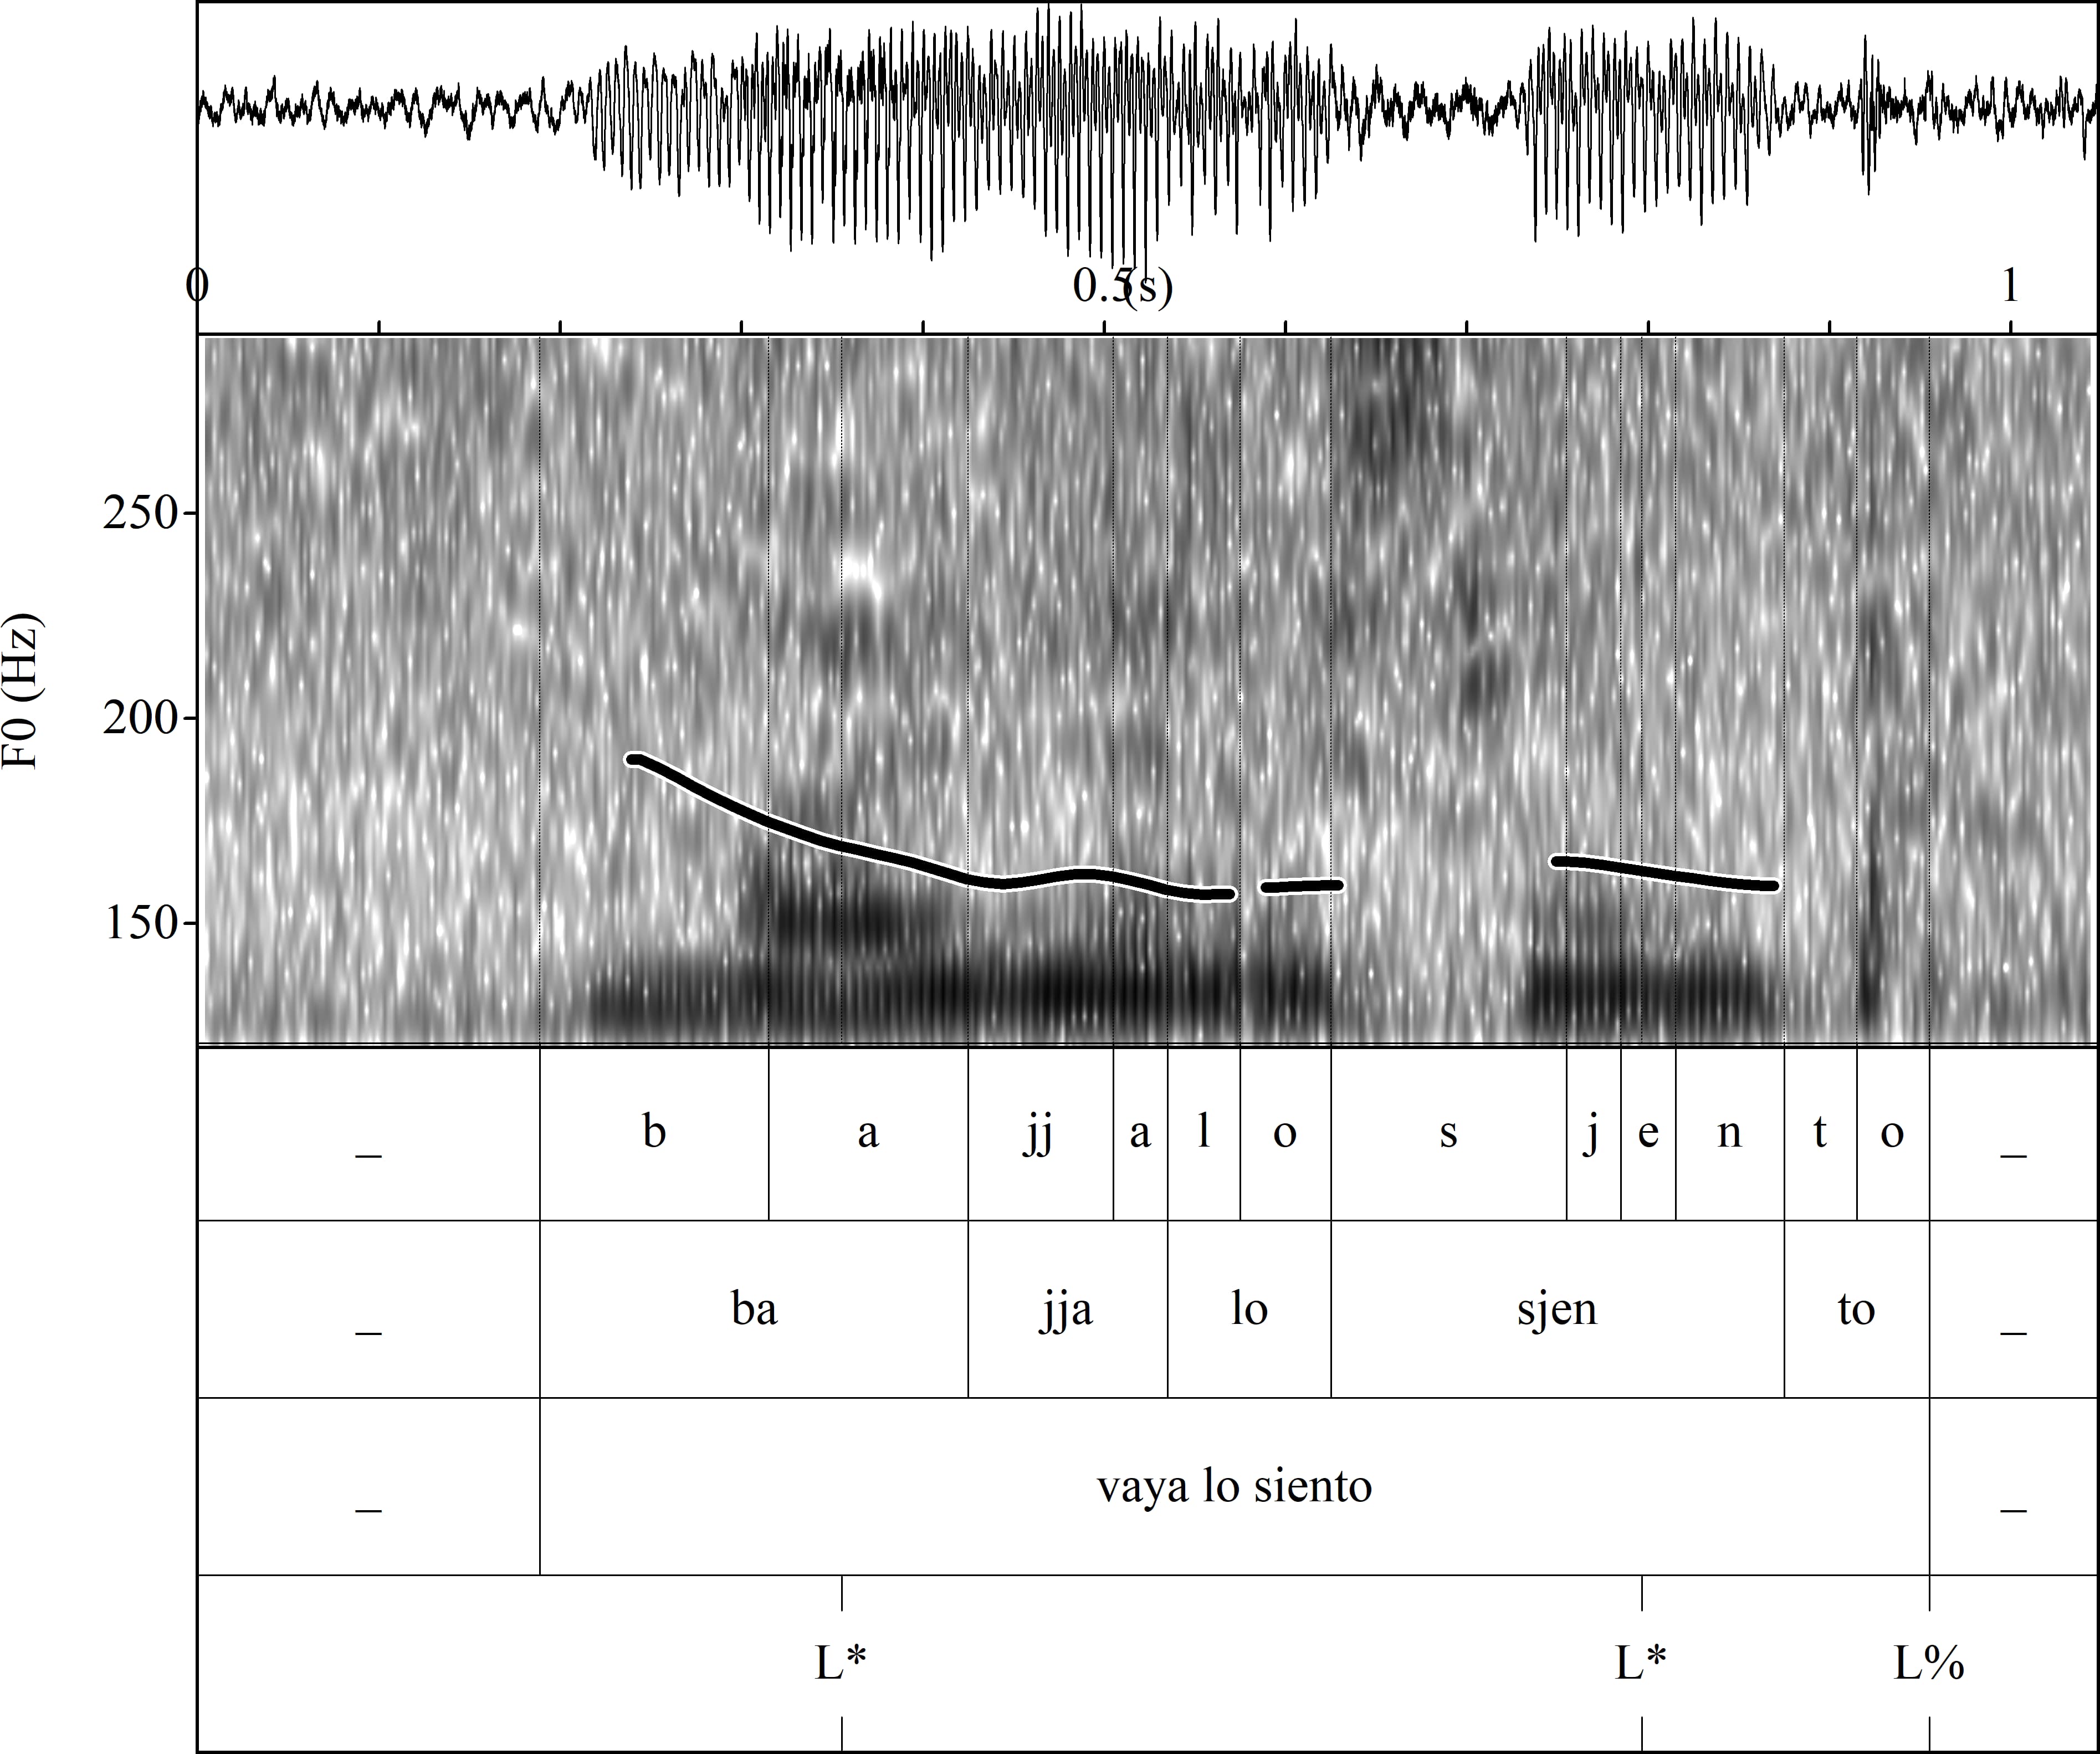 0 0.5 (s) 1
F0 (Hz)
250
200
150
_ b a jj a l o s j e n t o _
_ ba jja lo sjen to _
_ vaya lo siento _
L* L* L%